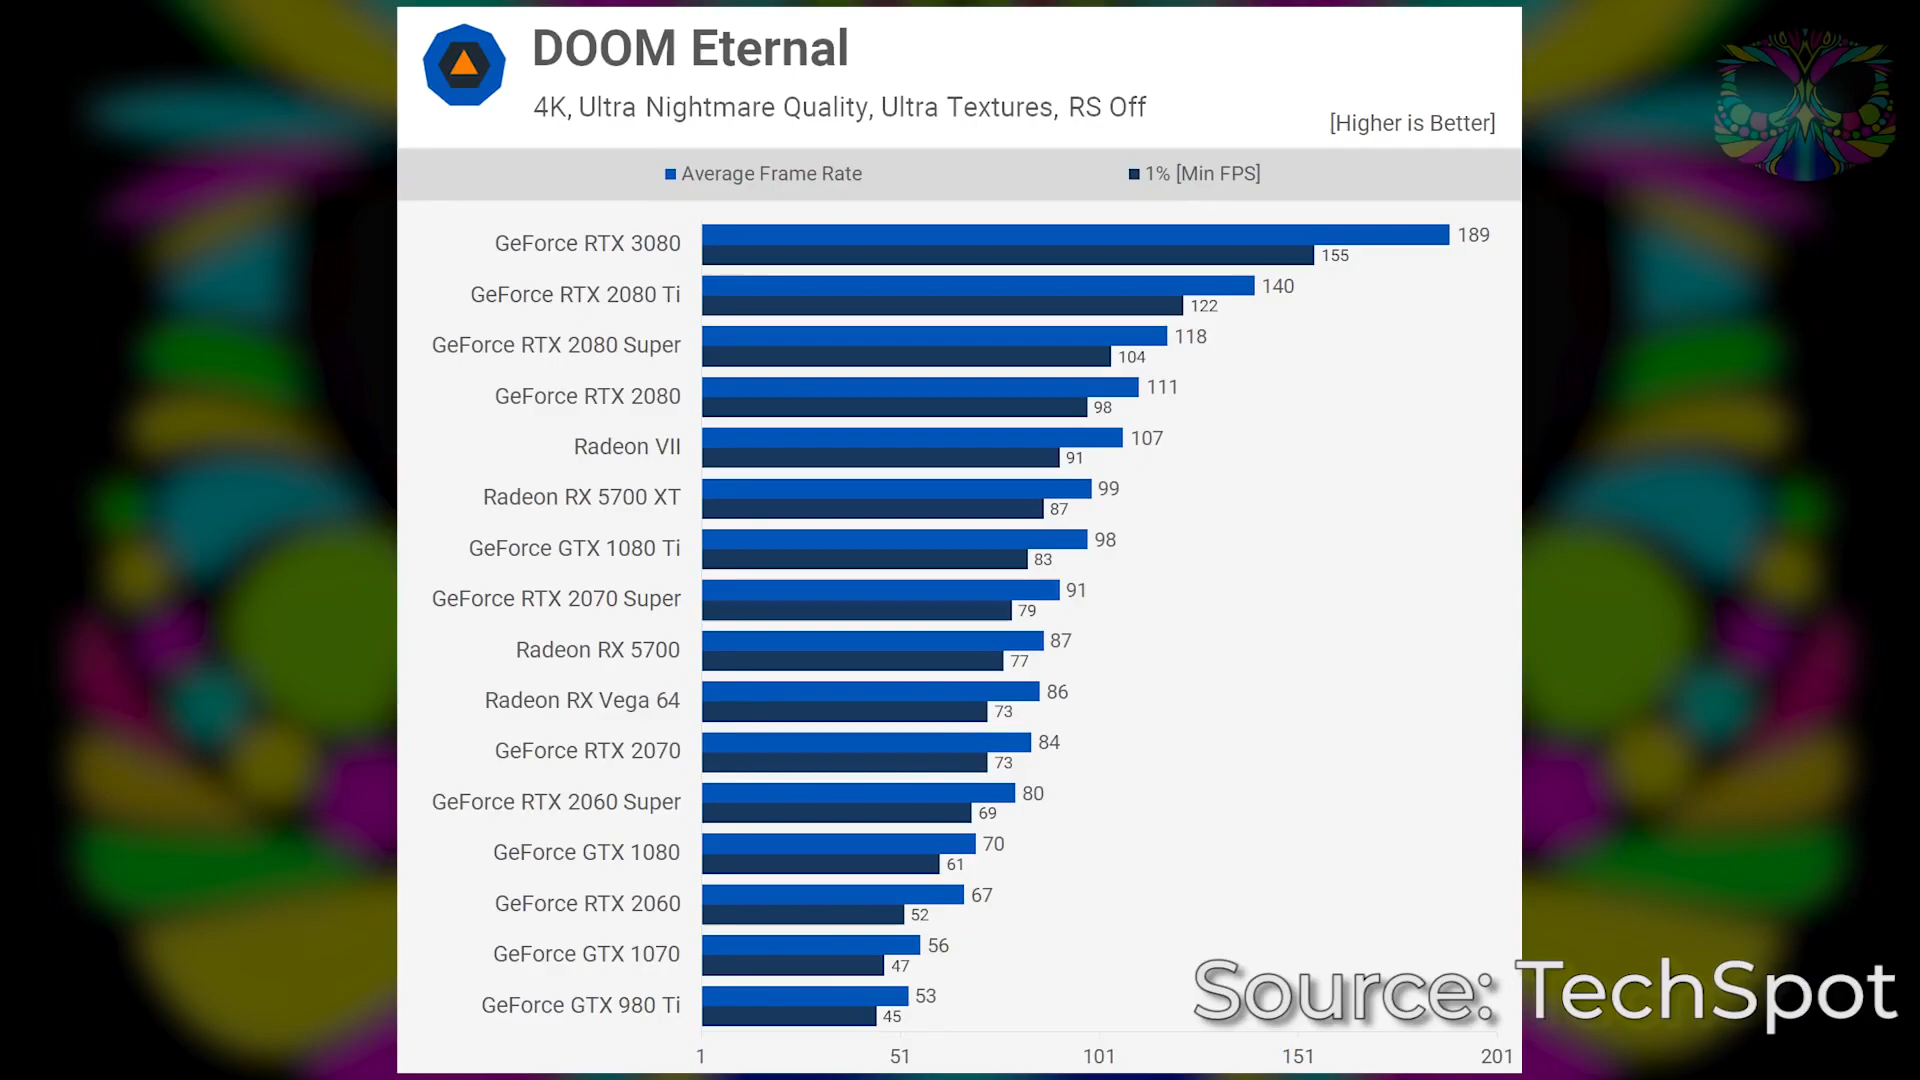 DOOM Eternal
4K, Ultra Nightmare Quality, Ultra Textures, RS Off
[Higher is Better]
Average Frame Rate
1% [Min FPS]
GeForce RTX 3080
189
155
GeForce RTX 2080 Ti
140
122
GeForce RTX 2080 Super
118
104
GeForce RTX 2080
111
98
Radeon VII
107
91
Radeon RX 5700 XT
99
87
GeForce GTX 1080 Ti
98
83
GeForce RTX 2070 Super
91
79
Radeon RX 5700
87
77
Radeon RX Vega 64
86
73
GeForce RTX 2070
84
73
GeForce RTX 2060 Super
80
69
GeForce GTX 1080
70
61
GeForce RTX 2060
67
52
GeForce GTX 1070
56
47
GeForce GTX 980 Ti
53
45
1 51 101 151 201
Source: TechSpot